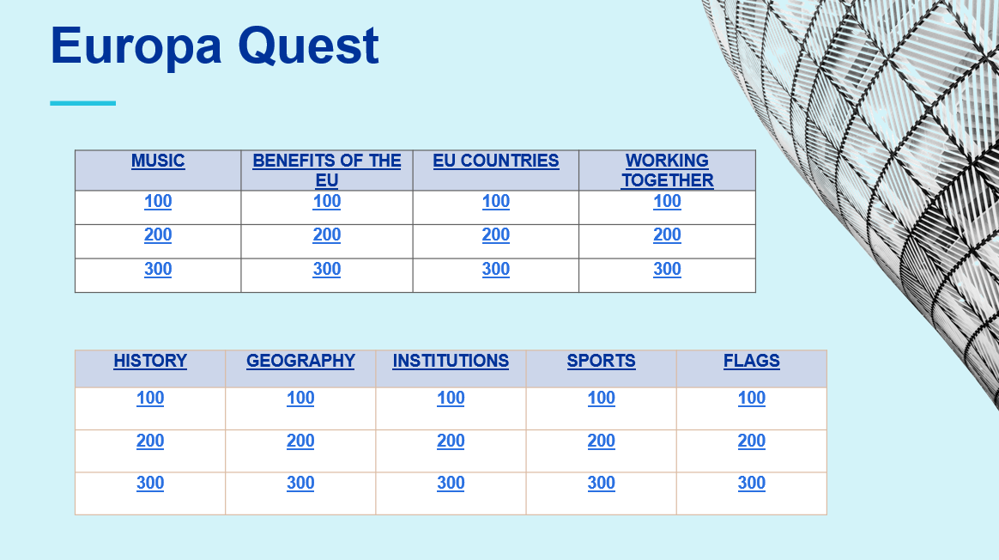 Europa Quest
MUSIC BENEFITS OF THE EU EU COUNTRIES WORKING TOGETHER
100 100 100 100
200 200 200 200
300 300 300 300
HISTORY GEOGRAPHY INSTITUTIONS SPORTS FLAGS
100 100 100 100 100
200 200 200 200 200
300 300 300 300 300